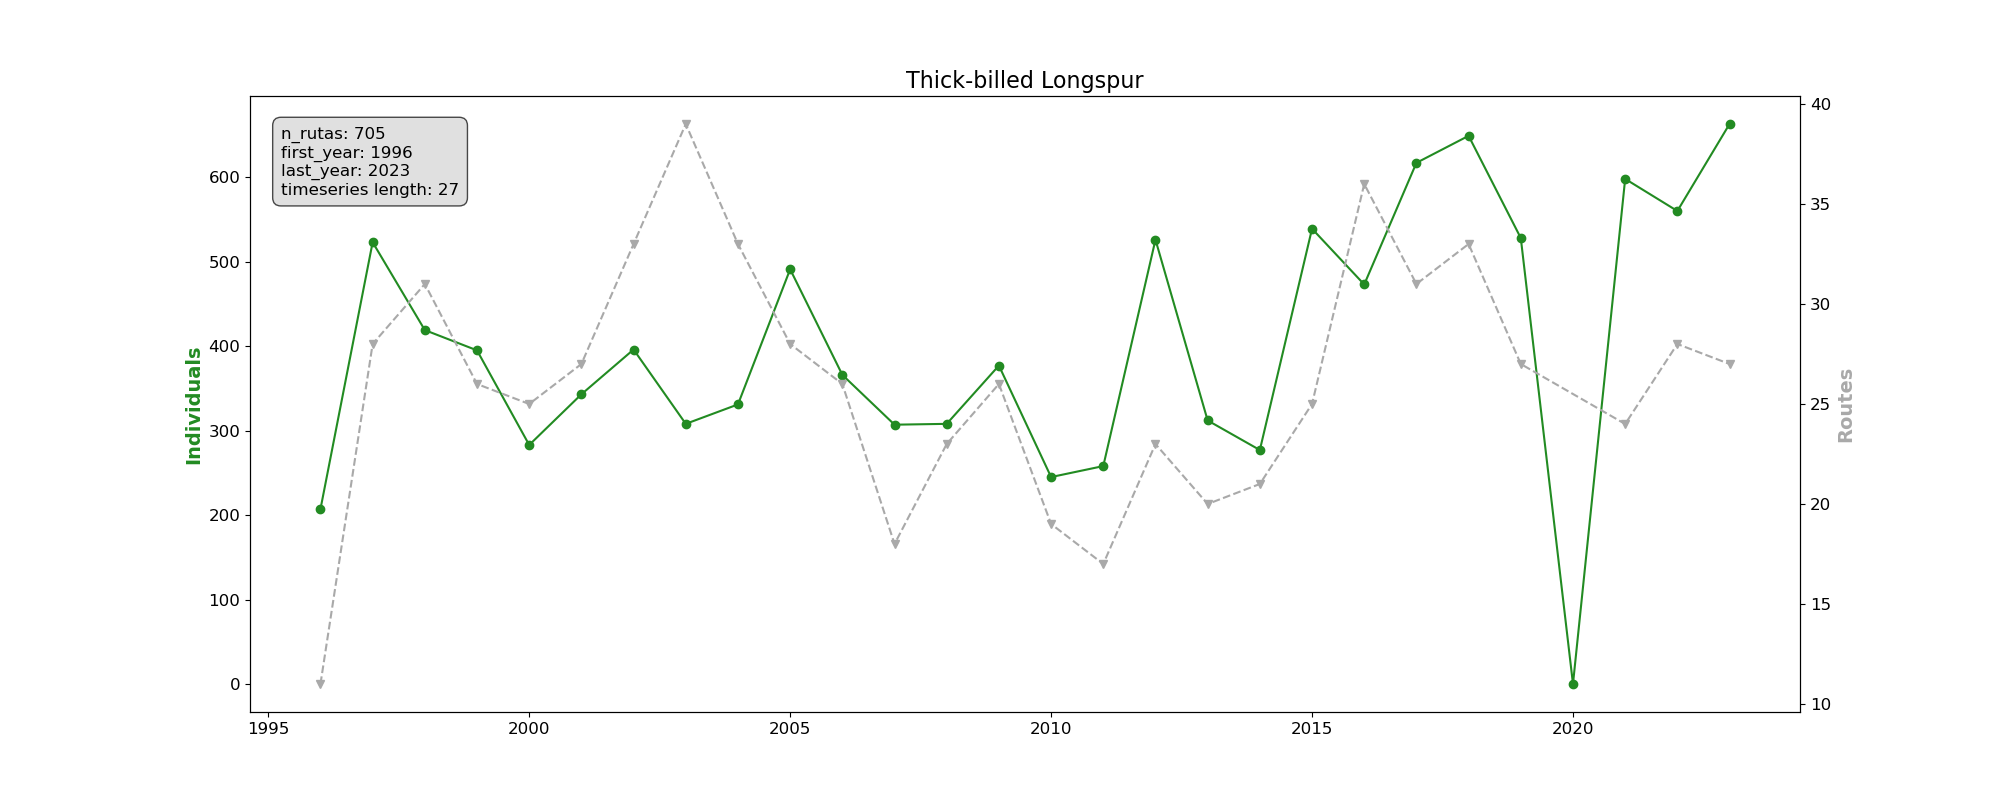 Thick-billed Longspur
n_rutas: 705
first_year: 1996
last_year: 2023
timeseries length: 27
Individuals
600
500
400
300
200
100
0
40
35
30
25
20
15
10
Routes
1995 2000 2005 2010 2015 2020